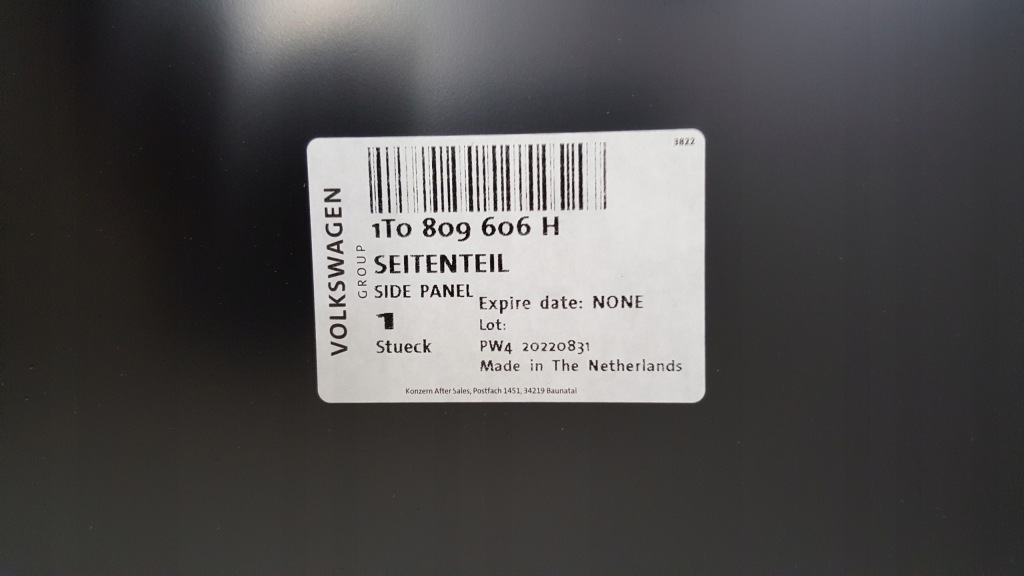 3822
VOLKSWAGEN
GROUP
1T0 809 606 H
SEITENTEIL
SIDE PANEL
Expire date: NONE
1
Lot:
Stueck
PW4 20220831
Made in The Netherlands
Konzern After Sales, Postfach 1451, 34219 Baunatal